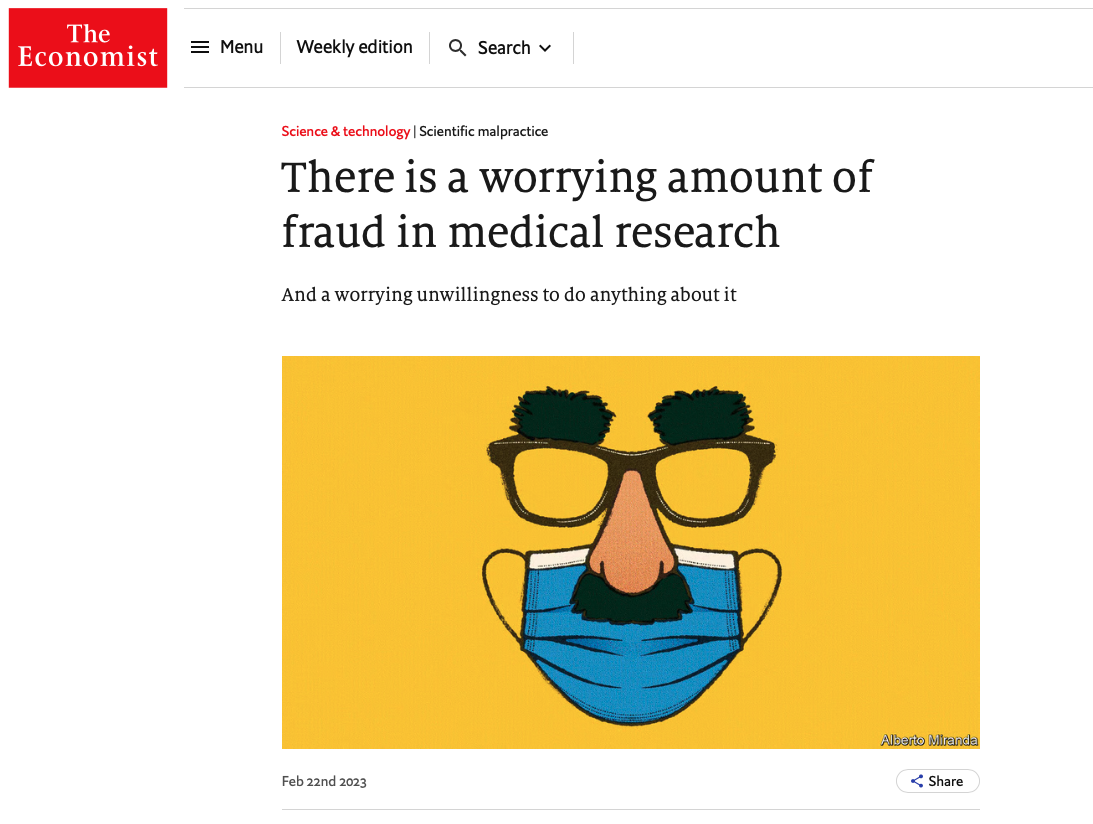 The
Economist
Menu
Weekly edition
Search
Science & technology | Scientific malpractice
There is a worrying amount of
fraud in medical research
And a worrying unwillingness to do anything about it
Alberto Miranda
Feb 22nd 2023
Share